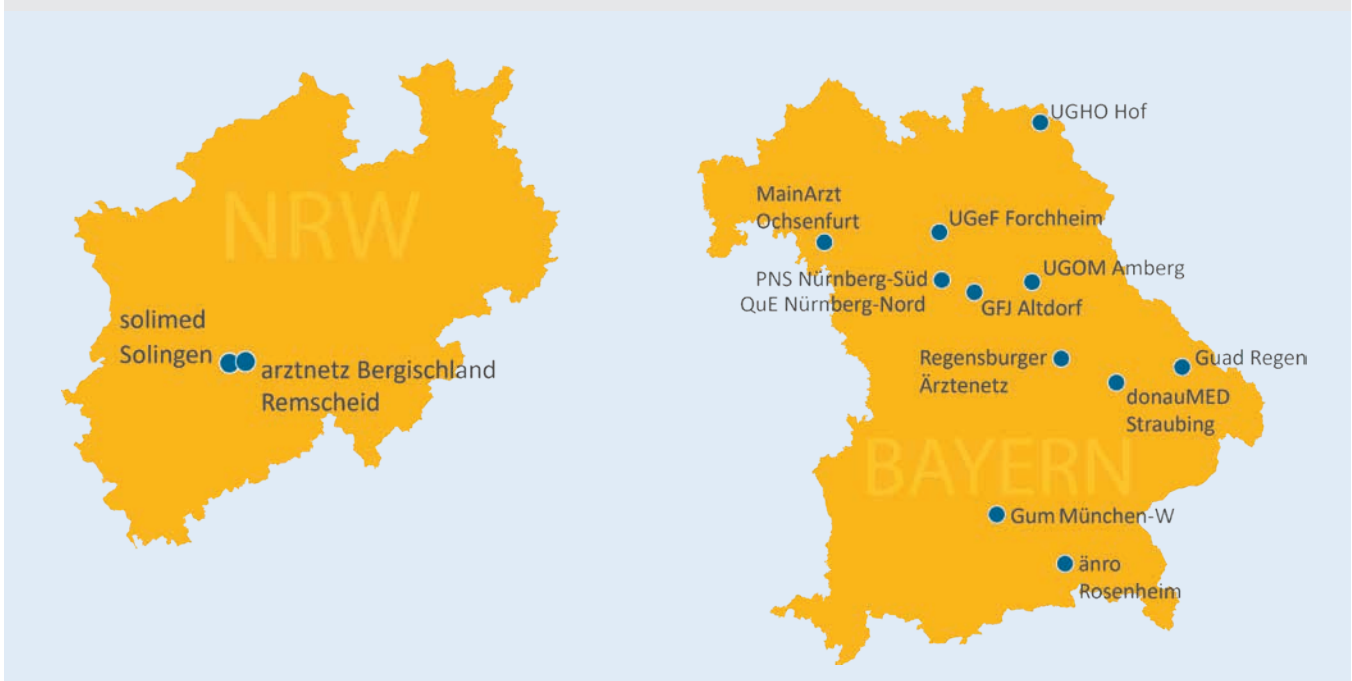 NRW
solimed
Solingen
arztnetz Bergischland
Remscheid
UGHO Hof
MainArzt
Ochsenfurt
UGeF Forchheim
PNS Nürnberg-Süd
QuE Nürnberg-Nord
UGOM Amberg
GFJ Altdorf
Regensburger
Ärztenetz
Guad Regen
donauMED
Straubing
BAYERN
Gum München-W
änro
Rosenheim